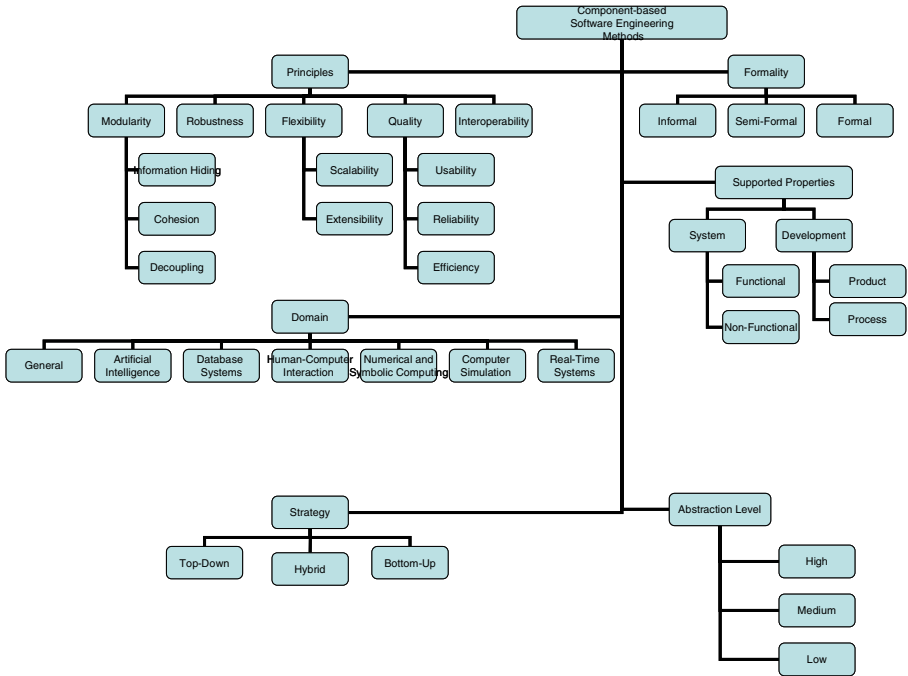 Component-based
Software Engineering
Methods
Principles
Formality
Modularity
Robustness
Flexibility
Quality
Interoperability
Informal
Semi-Formal
Formal
Information Hiding
Scalability
Usability
Supported Properties
Cohesion
Extensibility
Reliability
System
Development
Decoupling
Efficiency
Functional
Product
Domain
Non-Functional
Process
General
Artificial
Intelligence
Database
Systems
Human-Computer
Interaction
Numerical and
Symbolic Computing
Computer
Simulation
Real-Time
Systems
Strategy
Abstraction Level
Top-Down
Hybrid
Bottom-Up
High
Medium
Low